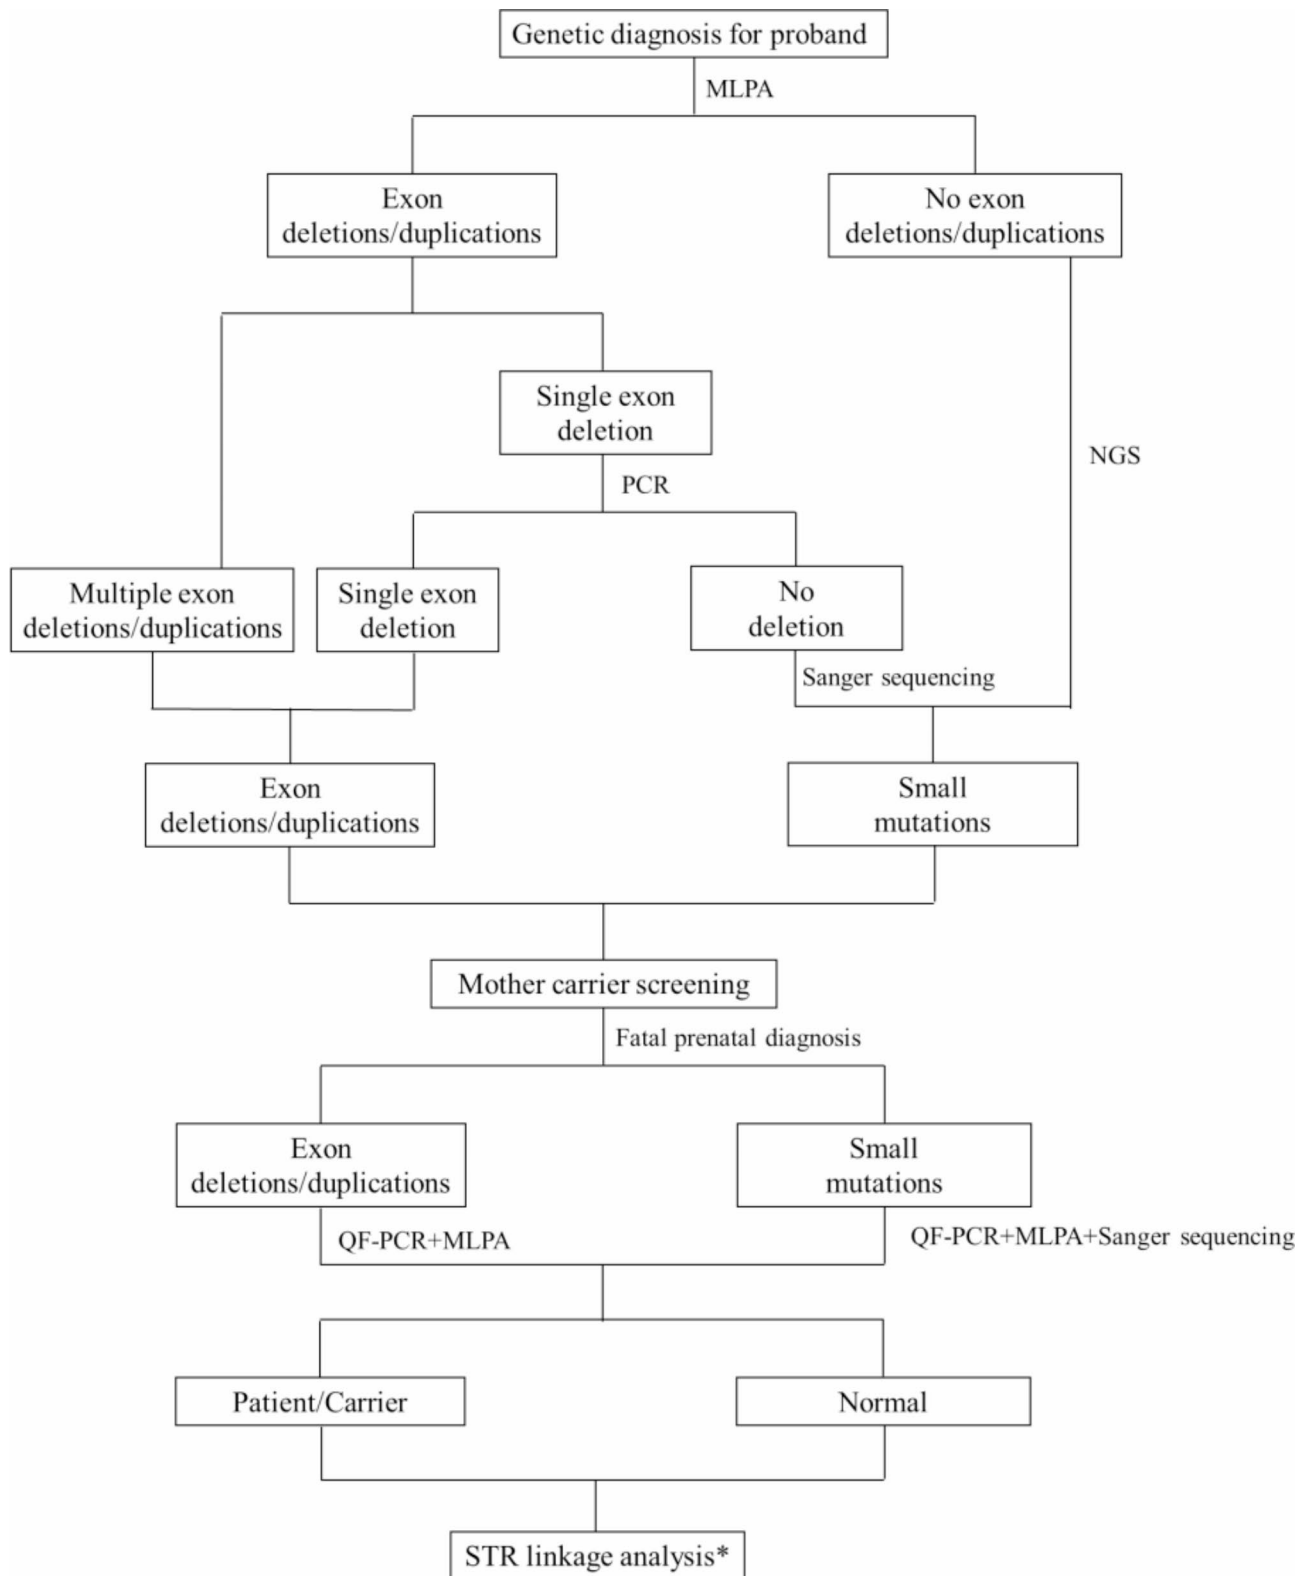 Genetic diagnosis for proband
MLPA
Exon
deletions/duplications
No exon
deletions/duplications
Single exon
deletion
NGS
PCR
Multiple exon
deletions/duplications
Single exon
deletion
No
deletion
Sanger sequencing
Exon
deletions/duplications
Small
mutations
Mother carrier screening
Fatal prenatal diagnosis
Exon
deletions/duplications
Small
mutations
QF-PCR+MLPA
QF-PCR+MLPA+Sanger sequencing
Patient/Carrier
Normal
STR linkage analysis*